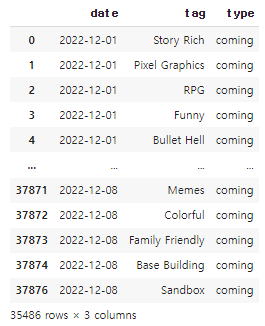 date tag type
0 2022-12-01 Story Rich coming
1 2022-12-01 Pixel Graphics coming
2 2022-12-01 RPG coming
3 2022-12-01 Funny coming
4 2022-12-01 Bullet Hell coming
... ... ... ...
37871 2022-12-08 Memes coming
37872 2022-12-08 Colorful coming
37873 2022-12-08 Family Friendly coming
37874 2022-12-08 Base Building coming
37876 2022-12-08 Sandbox coming
35486 rows × 3 columns